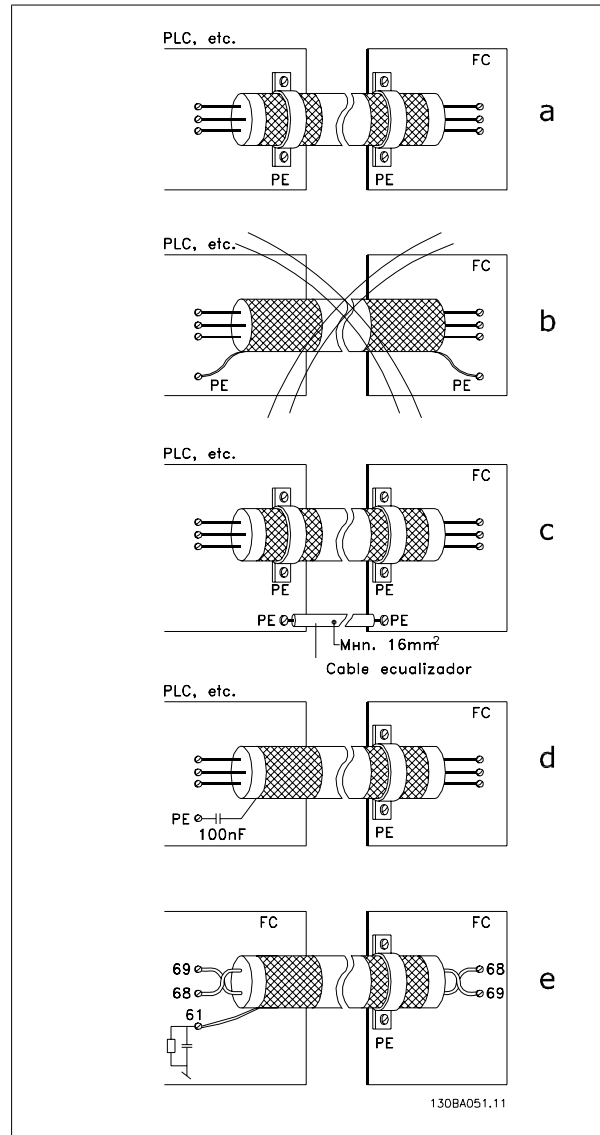 PLC, etc.
FC
a
PE
PE
PLC, etc.
FC
b
PE
PE
PLC, etc.
FC
c
PE
PE
PE
PE
Mнn. 16mm2
Cable ecualizador
PLC, etc.
FC
d
PE
100nF
PE
FC
FC
e
69
68
68
69
61
PE
130BA051.11